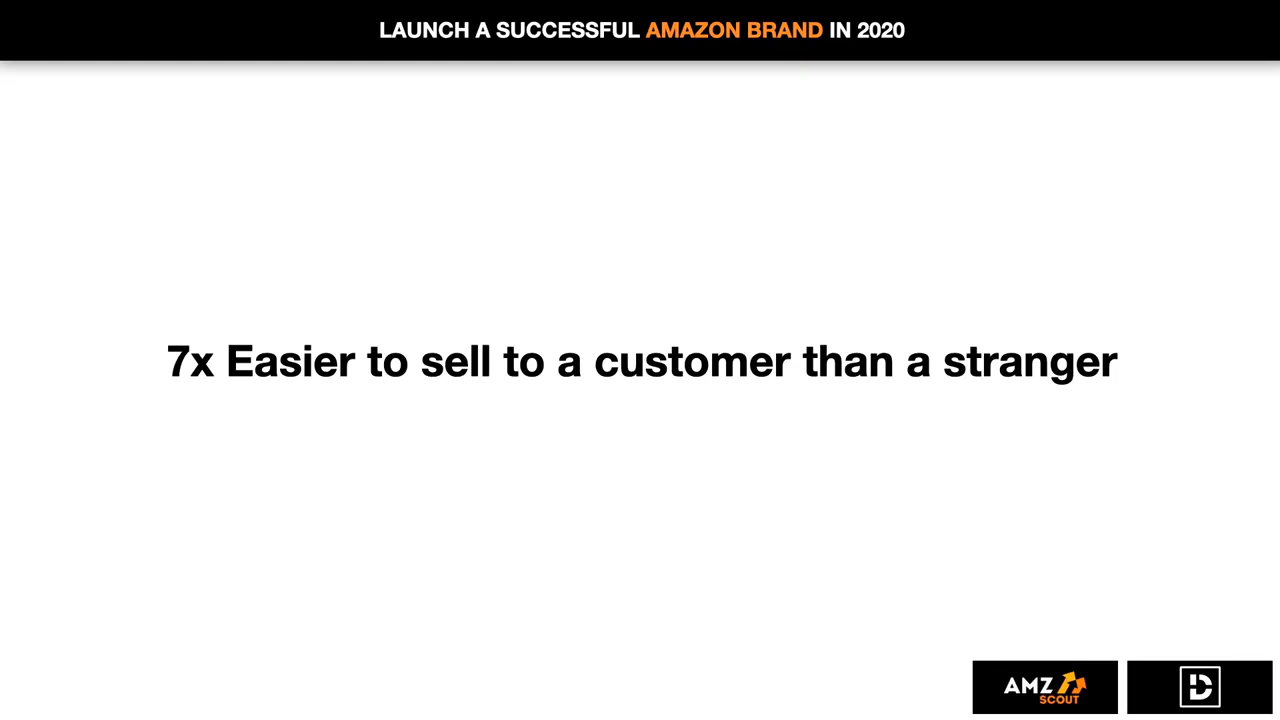 LAUNCH A SUCCESSFUL AMAZON BRAND IN 2020
7x Easier to sell to a customer than a stranger
AMZ
SCOUT